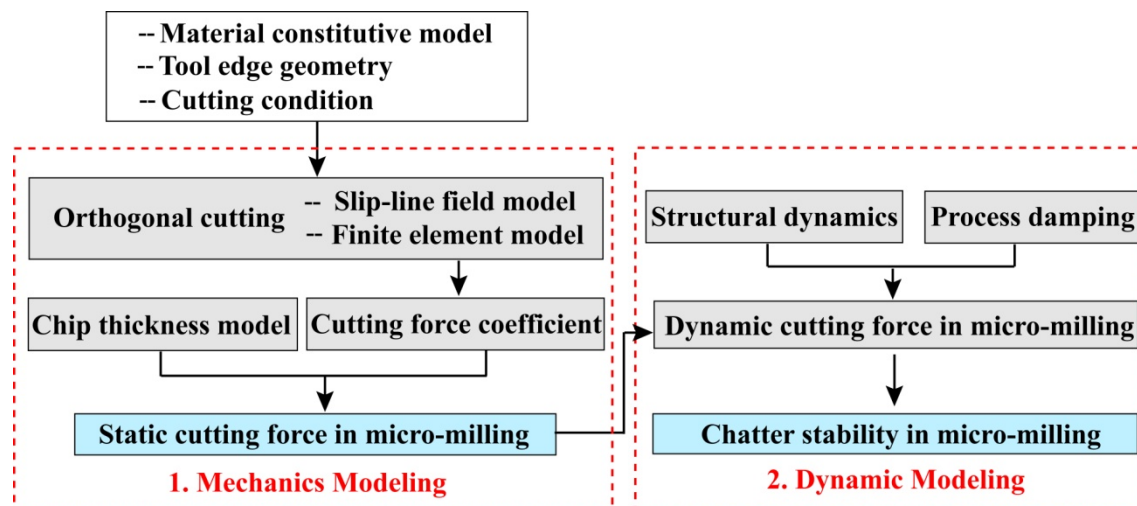 -- Material constitutive model
-- Tool edge geometry
-- Cutting condition
Orthogonal cutting
-- Slip-line field model
-- Finite element model
Chip thickness model
Cutting force coefficient
Static cutting force in micro-milling
1. Mechanics Modeling
Structural dynamics
Process damping
Dynamic cutting force in micro-milling
Chatter stability in micro-milling
2. Dynamic Modeling